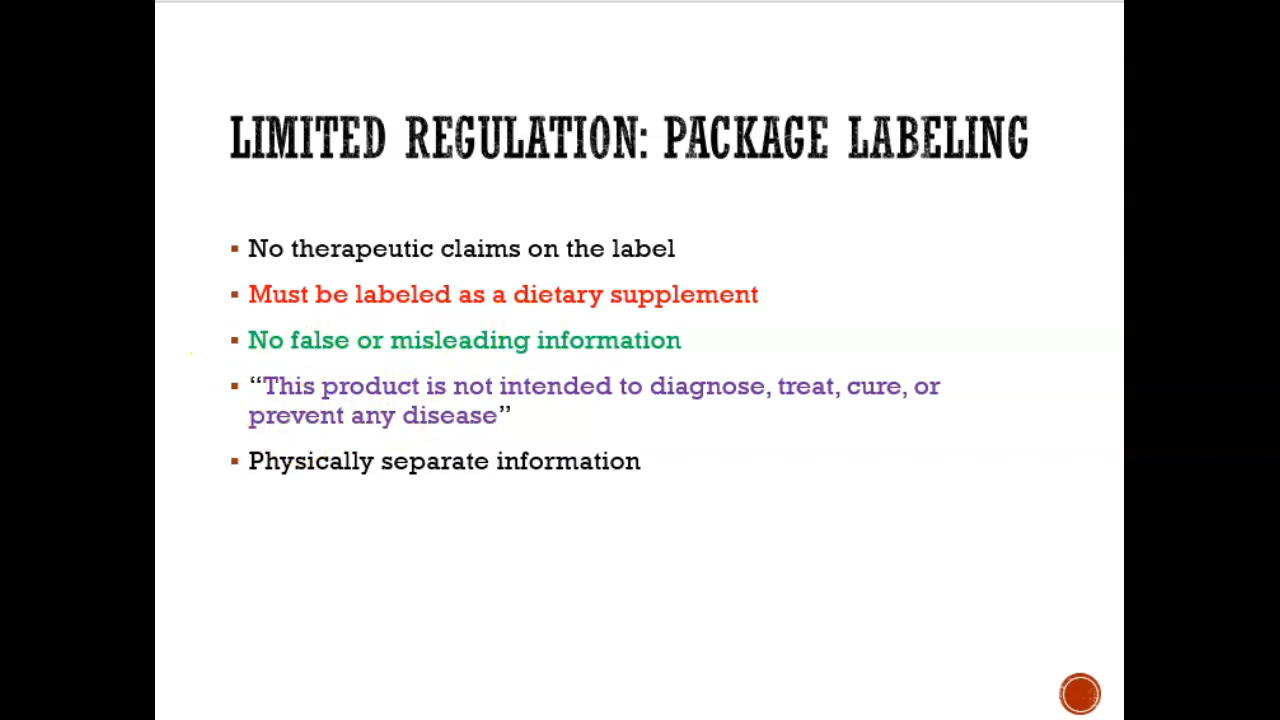 LIMITED REGULATION: PACKAGE LABELING
▪ No therapeutic claims on the label
▪ Must be labeled as a dietary supplement
▪ No false or misleading information
▪ “This product is not intended to diagnose, treat, cure, or
prevent any disease”
▪ Physically separate information